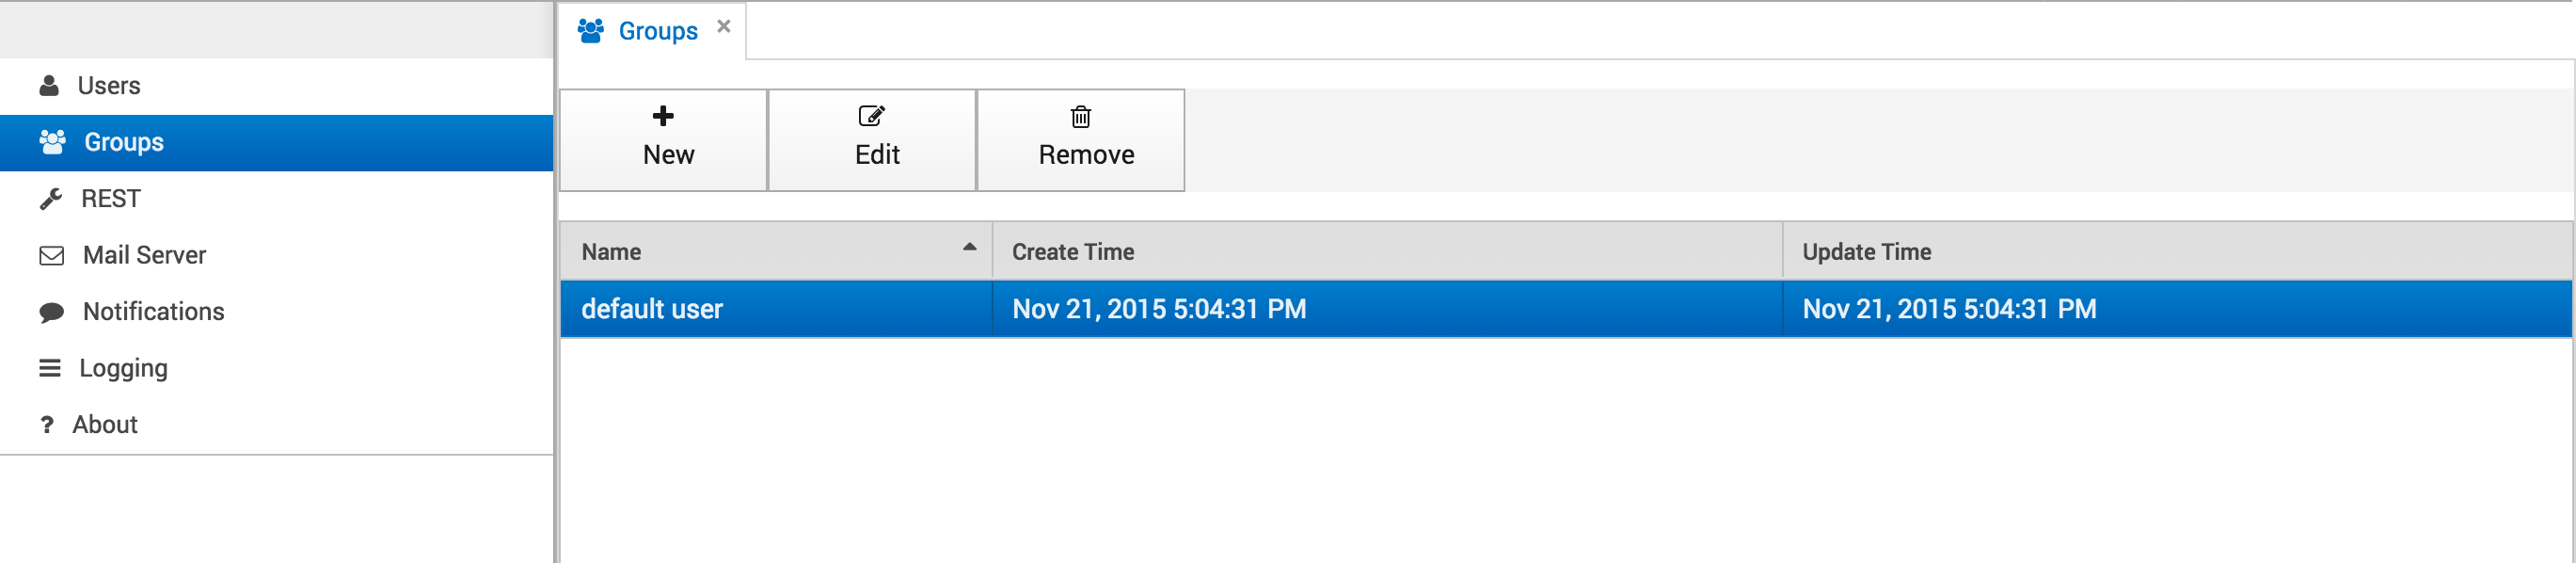 Users
Groups
REST
Mail Server
Notifications
Logging
? About
Groups ×
New Edit Remove
Name Create Time Update Time
default user Nov 21, 2015 5:04:31 PM Nov 21, 2015 5:04:31 PM